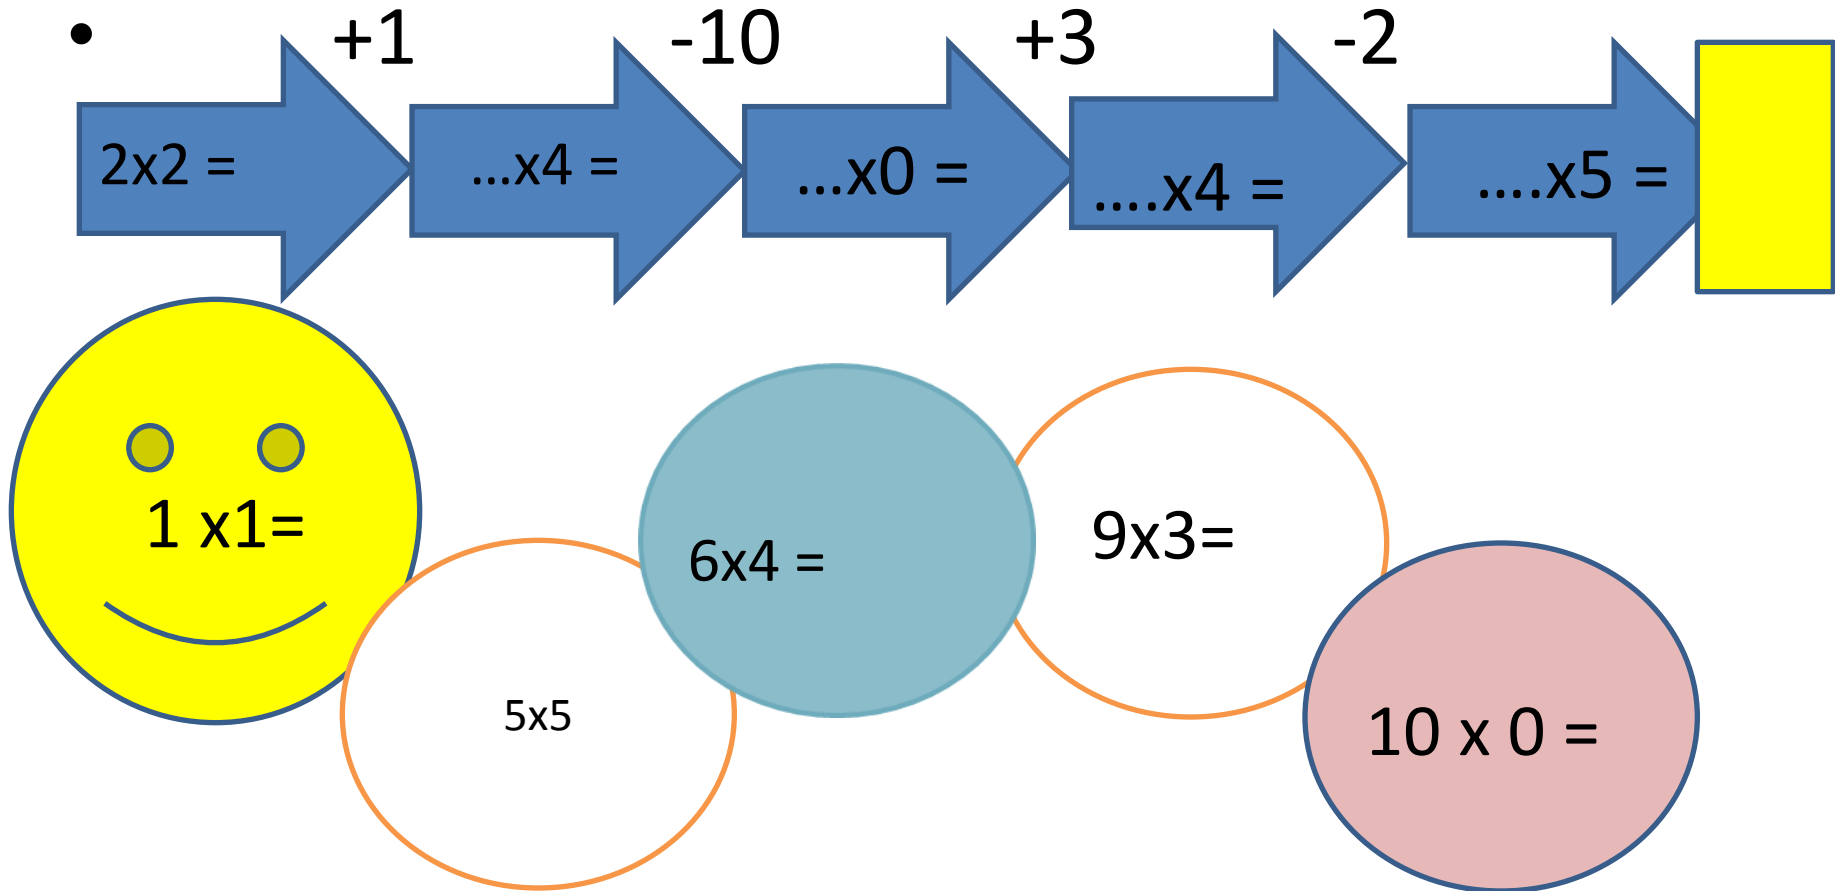 • +1 -10 +3 -2
2x2 = ...x4 = ...x0 = ....x4 = ....x5 =
1 x1=
5x5
6x4 =
9x3=
10 x 0 =